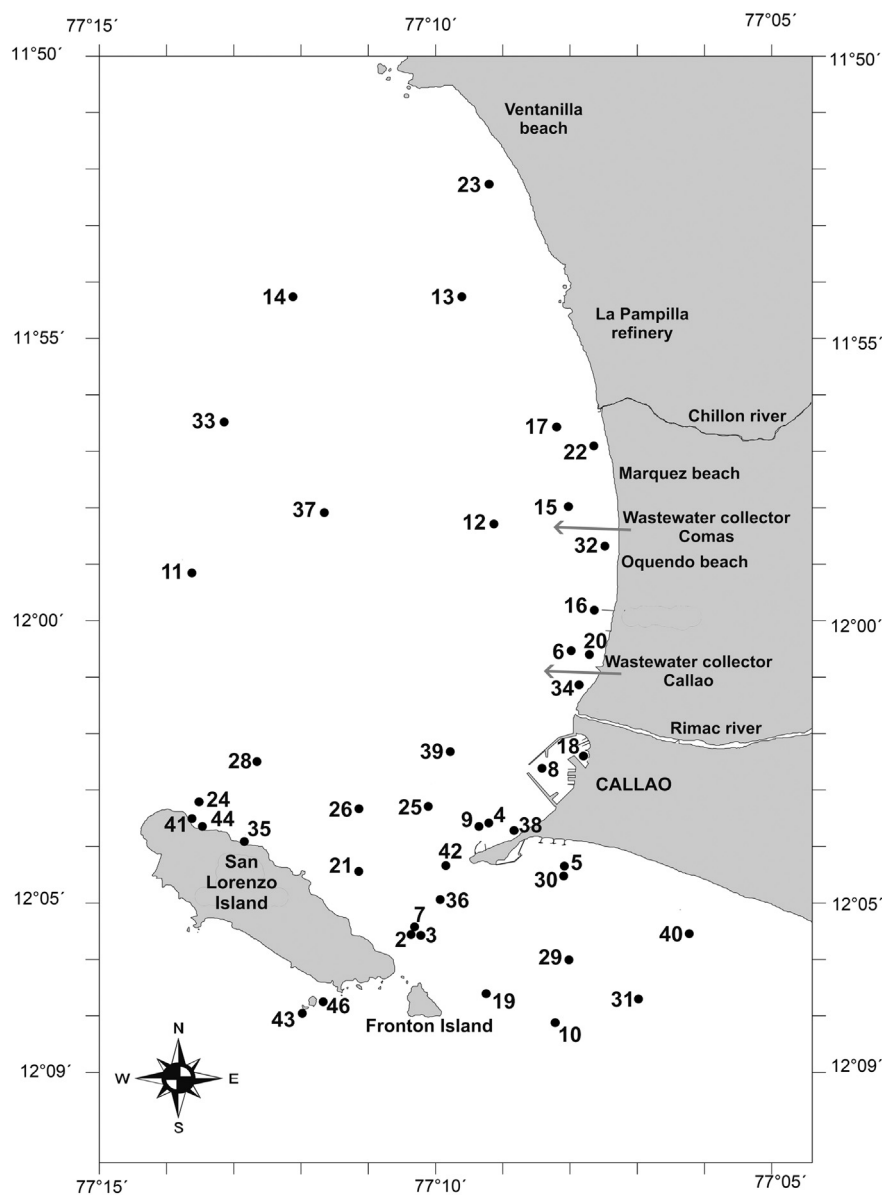 77°15´ 77°10´ 77°05´
11°50´ 11°50´
Ventanilla
beach
23
14 13
La Pampilla
refinery
11°55´ 11°55´
Chillon river
33
17
22
Marquez beach
37
15
12
Wastewater collector
Comas
32
Oquendo beach
11
16
12°00´ 12°00´
20
6
Wastewater collector
Callao
34
Rimac river
39
18
28
8
CALLAO
24
26 25
41 44
9 4 38
35
42
San
Lorenzo
Island
21
5
30
12°05´ 12°05´
36
7
2 3
40
29
19
31
46
43
Fronton Island
10
N
W E
S
12°09´ 12°09´
77°15´ 77°10´ 77°05´